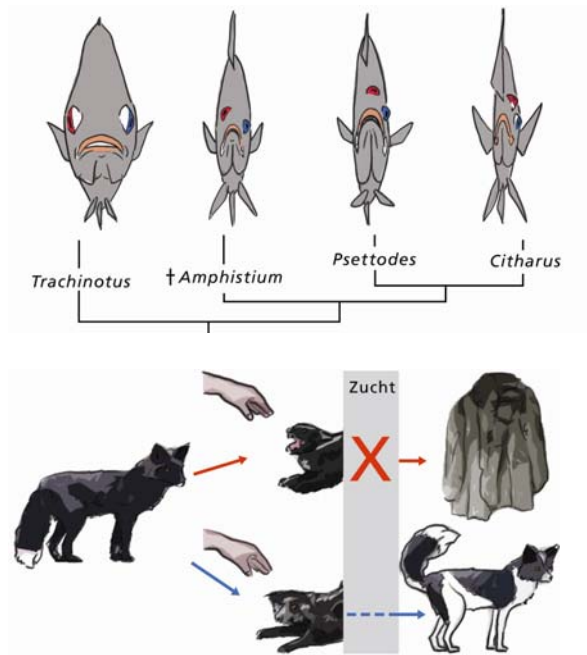 Trachinotus
†Amphistium
Psettodes
Citharus
Zucht
X